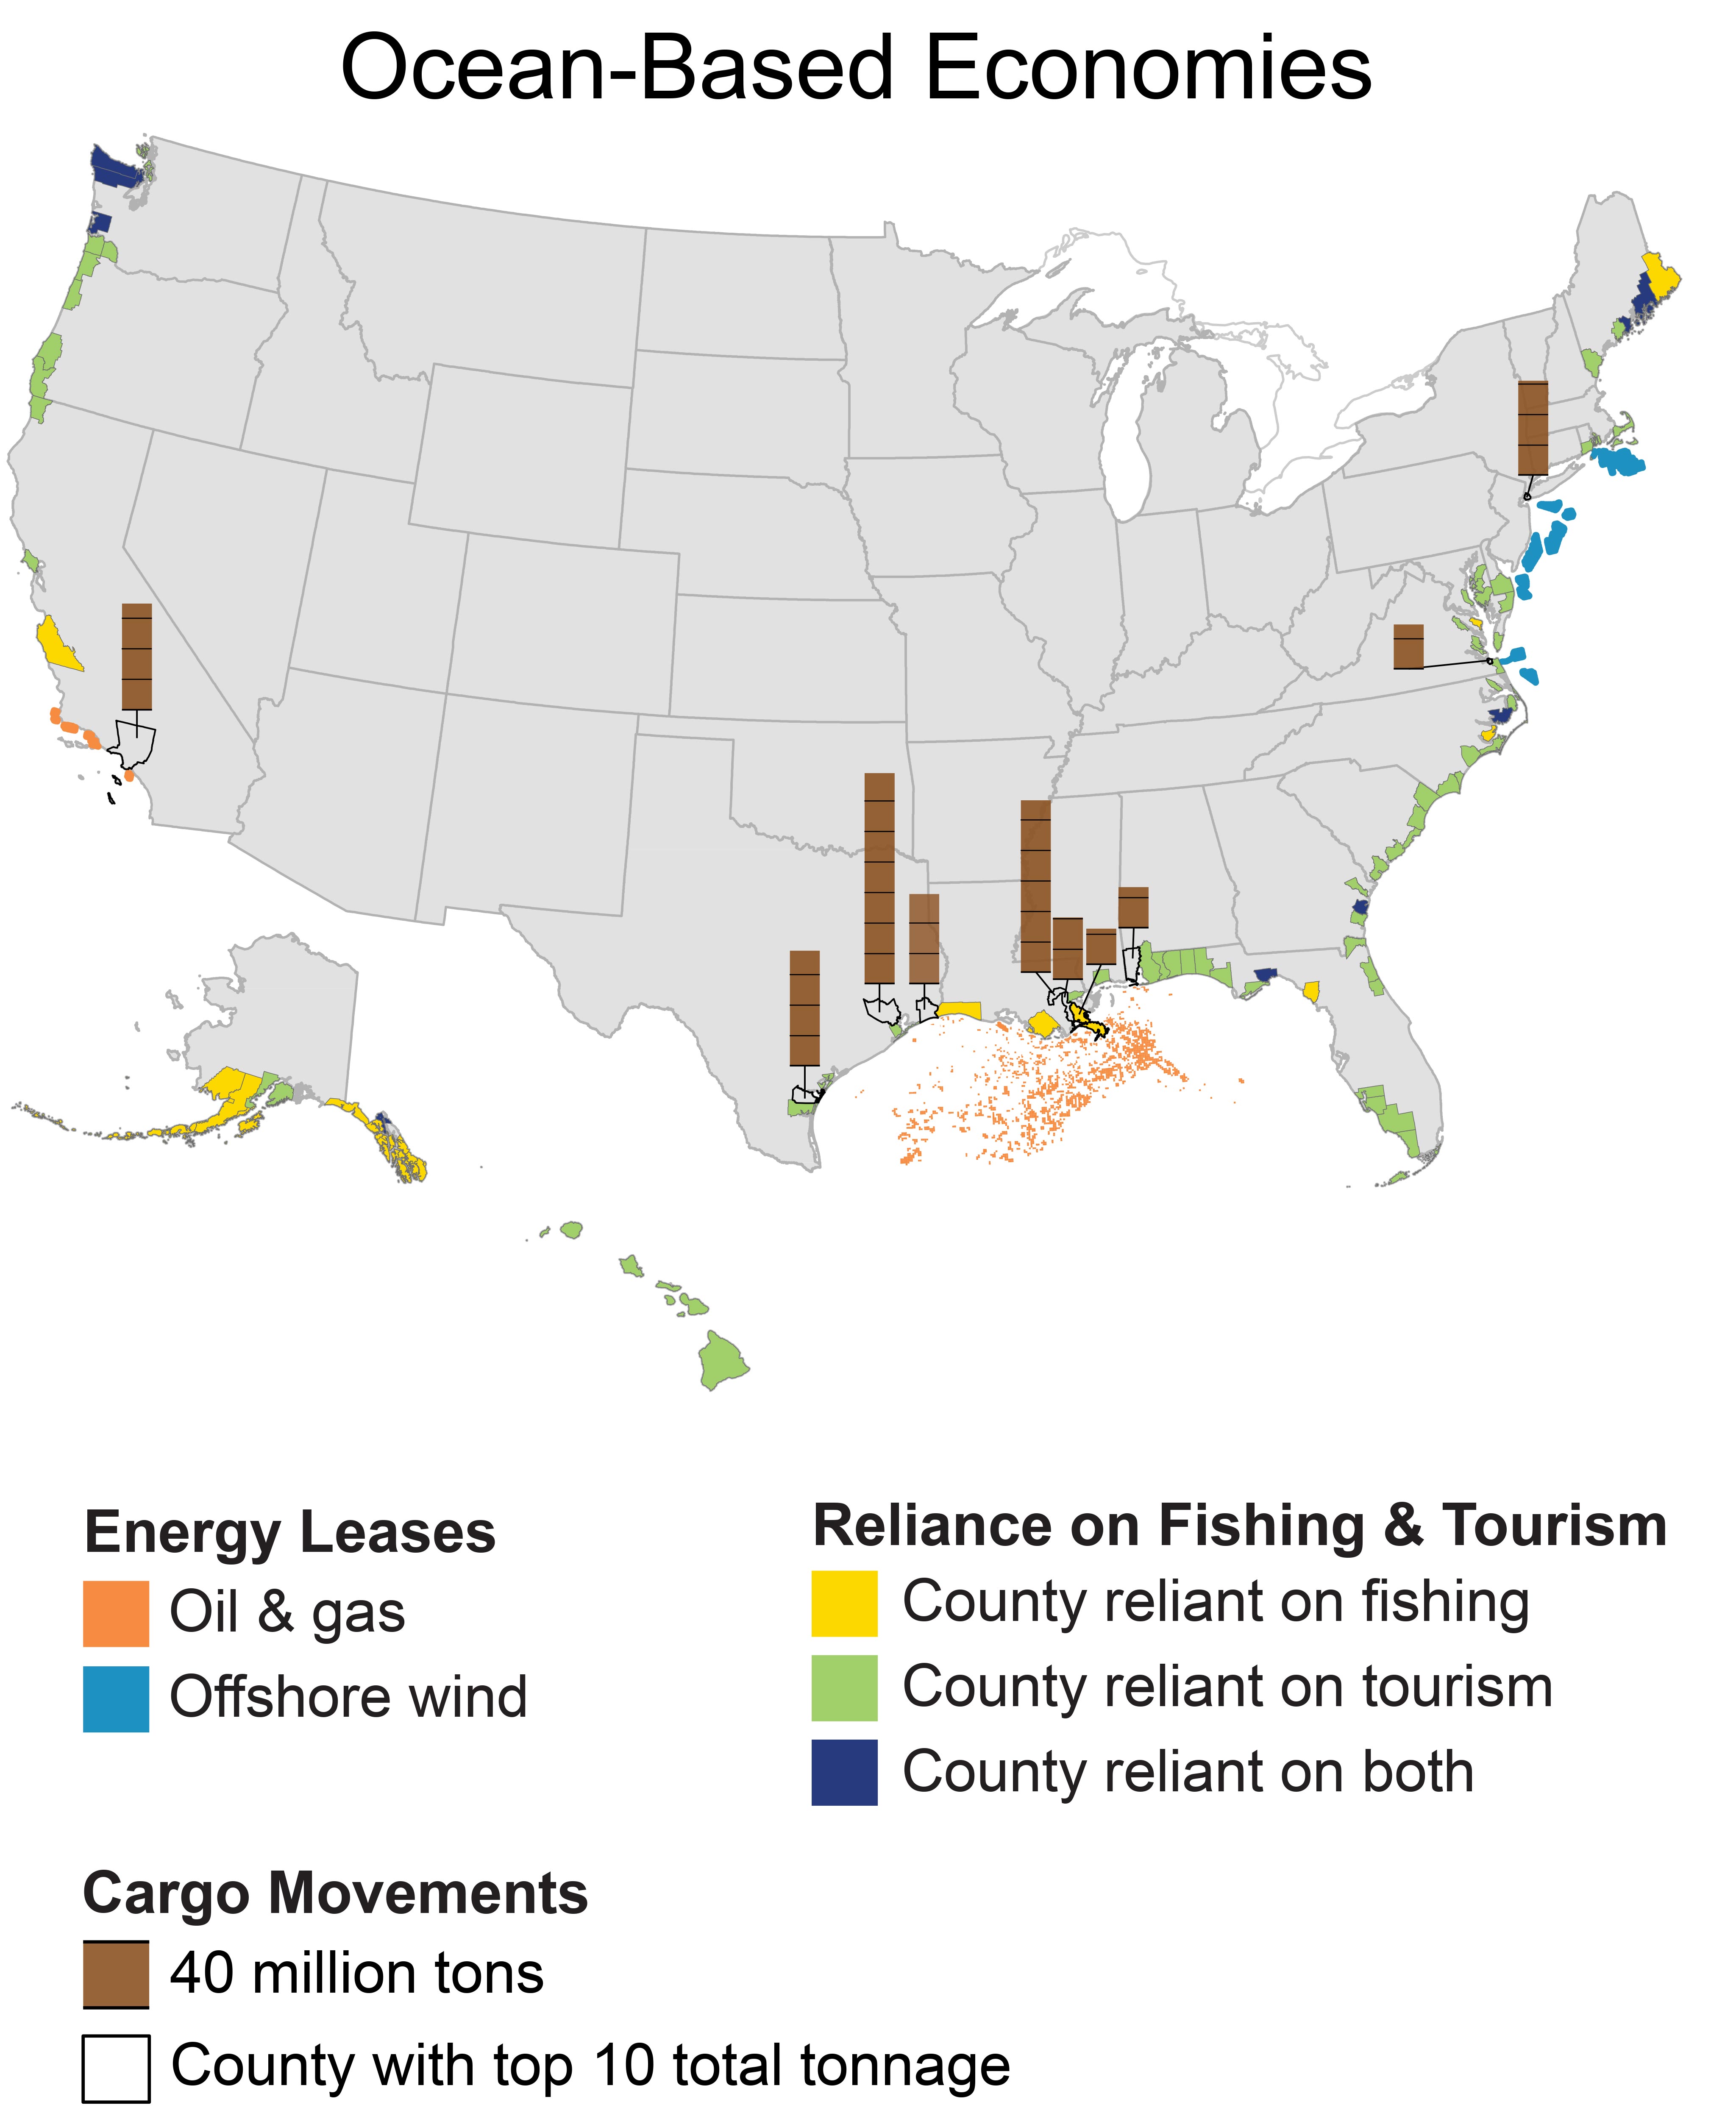 Ocean-Based Economies
Energy Leases
Oil & gas
Offshore wind
Reliance on Fishing & Tourism
County reliant on fishing
County reliant on tourism
County reliant on both
Cargo Movements
40 million tons
County with top 10 total tonnage